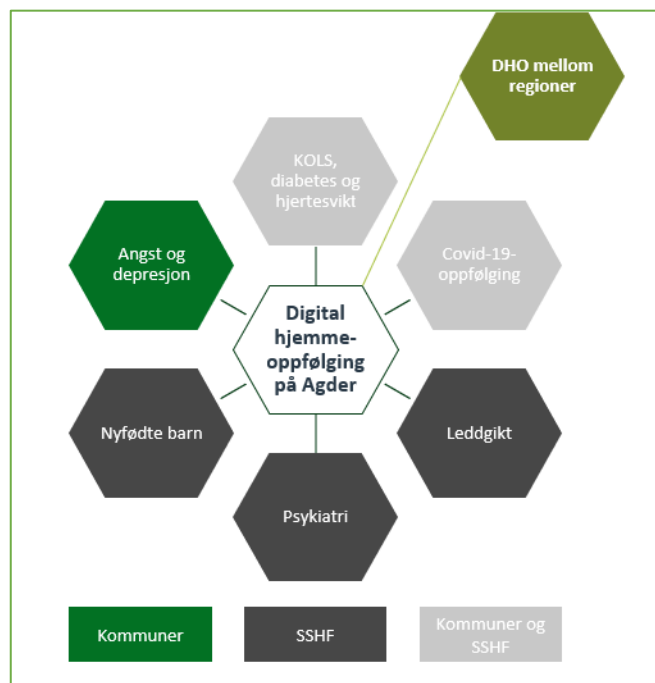 DHO mellom
regioner
KOLS,
diabetes og
hjertesvikt
Angst og
depresjon
Covid-19-
oppfølging
Digital
hjemme-
oppfølging
på Agder
Nyfødte barn
Leddgikt
Psykiatri
Kommuner
SSHF
Kommuner og
SSHF